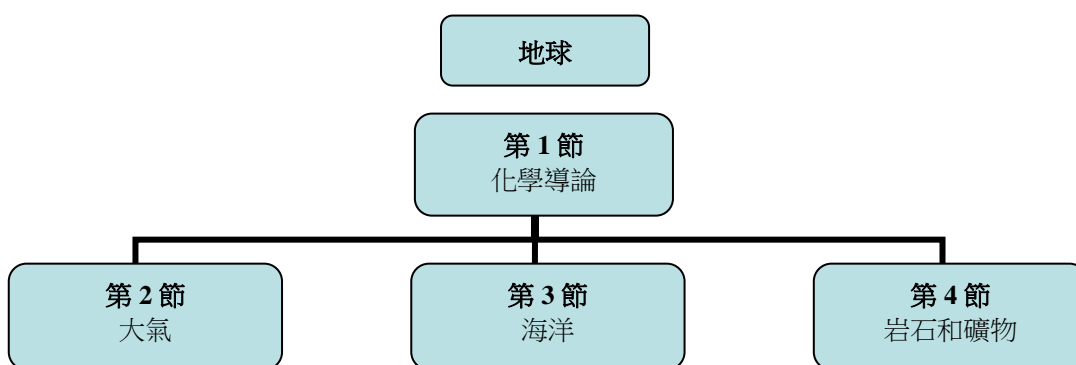 地球
第 1 節
化學導論
第 2 節
大氣
第 3 節
海洋
第 4 節
岩石和礦物